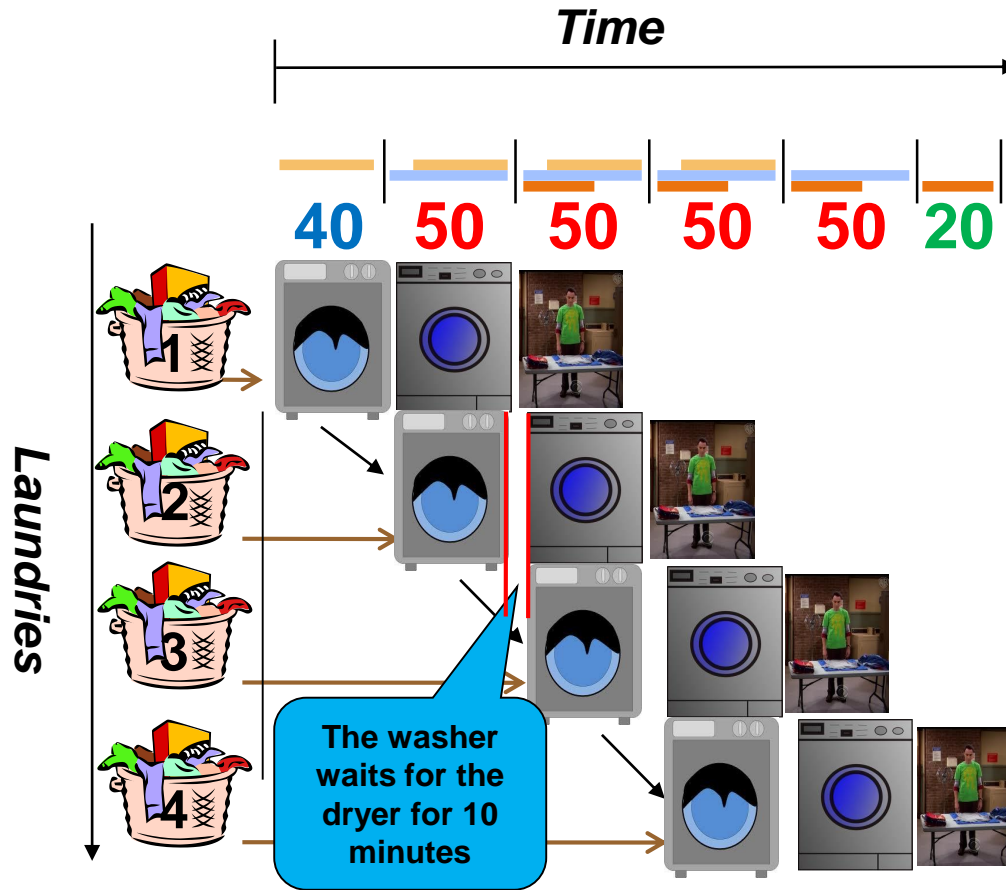 Time
40 50 50 50 50 20
Laundries
1
2
3
4
The washer
waits for the
dryer for 10
minutes